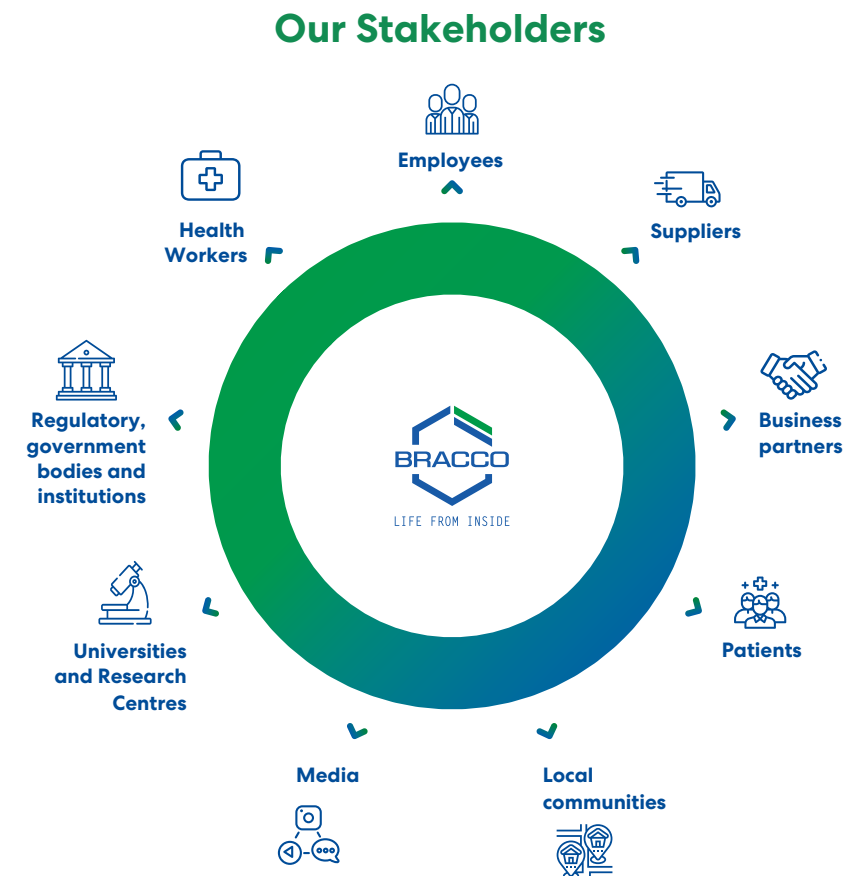 Our Stakeholders
Employees
Suppliers
Business
partners
Patients
Local
communities
Media
Universities
and Research
Centres
Regulatory,
government
bodies and
institutions
Health
Workers
BRACCO
LIFE FROM INSIDE